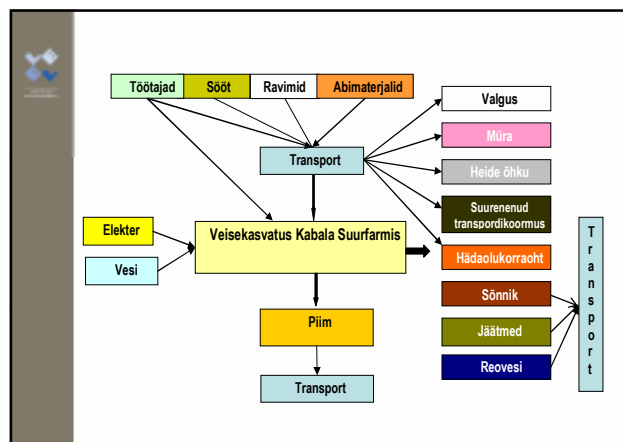 Töötajad
Sööt
Ravimid
Abimaterjalid
Valgus
Müra
Transport
Heide õhku
Suurenenud
transpordikoormus
Elekter
Veisekasvatus Kabala Suurfarmis
Hädaolukorraoht
Vesi
Sõnnik
Piim
Jäätmed
Reovesi
Transport
Transport